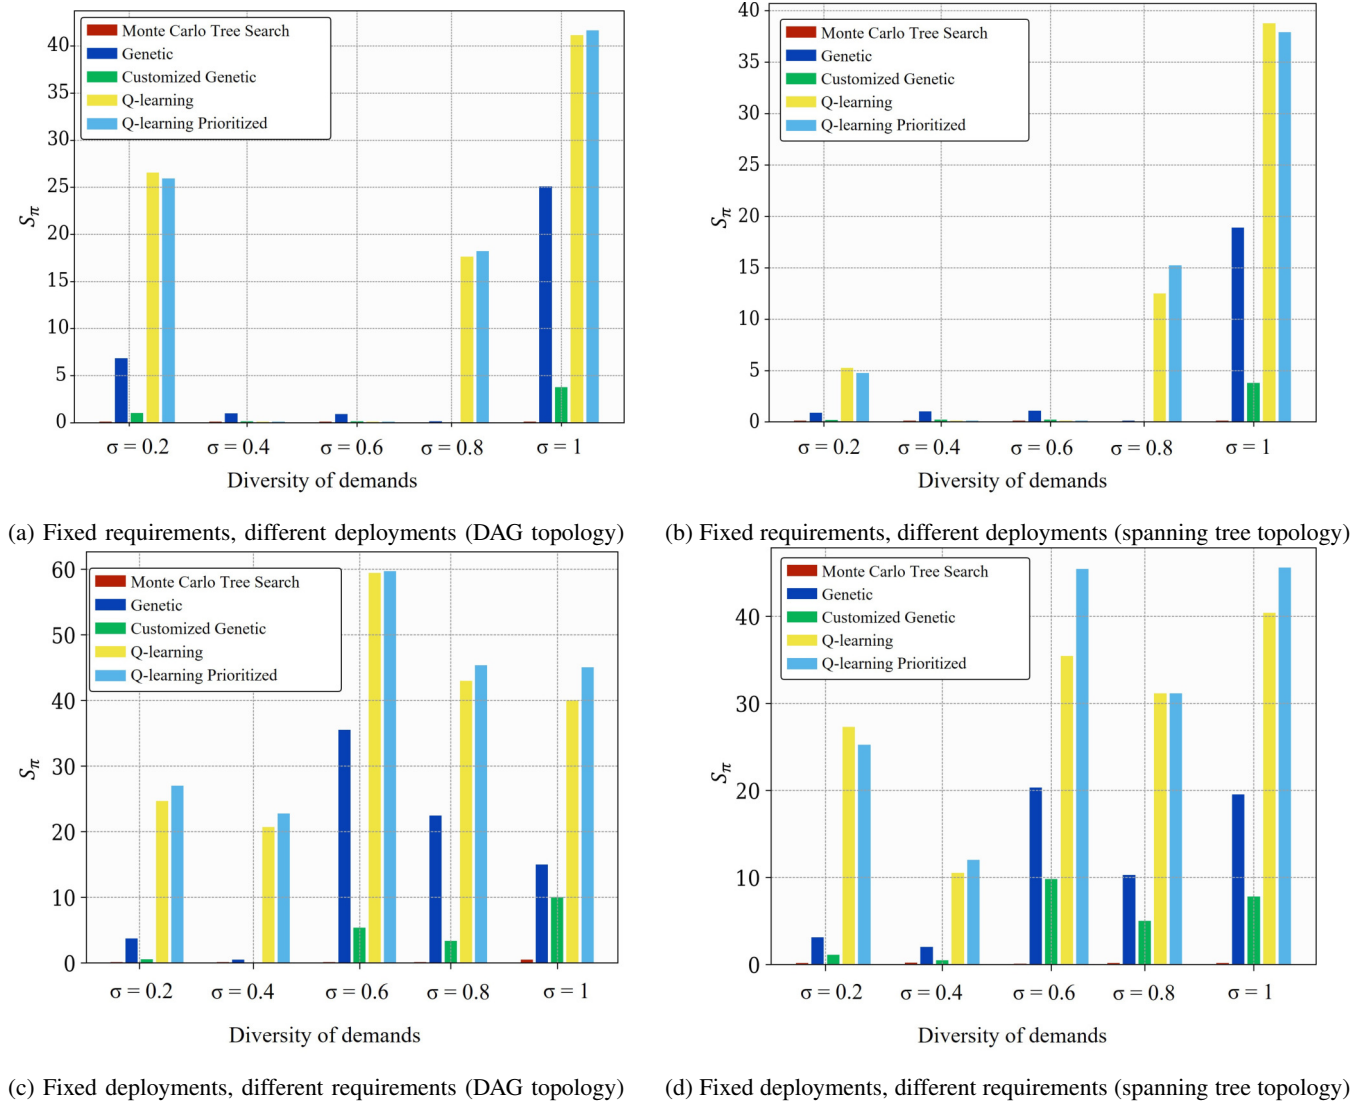 Monte Carlo Tree Search
Genetic
Customized Genetic
Q-learning
Q-learning Prioritized
40
35
30
25
20
15
10
5
0
S_π
σ = 0.2 σ = 0.4 σ = 0.6 σ = 0.8 σ = 1
Diversity of demands
(a) Fixed requirements, different deployments (DAG topology)
Monte Carlo Tree Search
Genetic
Customized Genetic
Q-learning
Q-learning Prioritized
40
35
30
25
20
15
10
5
0
S_π
σ = 0.2 σ = 0.4 σ = 0.6 σ = 0.8 σ = 1
Diversity of demands
(b) Fixed requirements, different deployments (spanning tree topology)
Monte Carlo Tree Search
Genetic
Customized Genetic
Q-learning
Q-learning Prioritized
60
50
40
30
20
10
0
S_π
σ = 0.2 σ = 0.4 σ = 0.6 σ = 0.8 σ = 1
Diversity of demands
(c) Fixed deployments, different requirements (DAG topology)
Monte Carlo Tree Search
Genetic
Customized Genetic
Q-learning
Q-learning Prioritized
40
30
20
10
0
S_π
σ = 0.2 σ = 0.4 σ = 0.6 σ = 0.8 σ = 1
Diversity of demands
(d) Fixed deployments, different requirements (spanning tree topology)